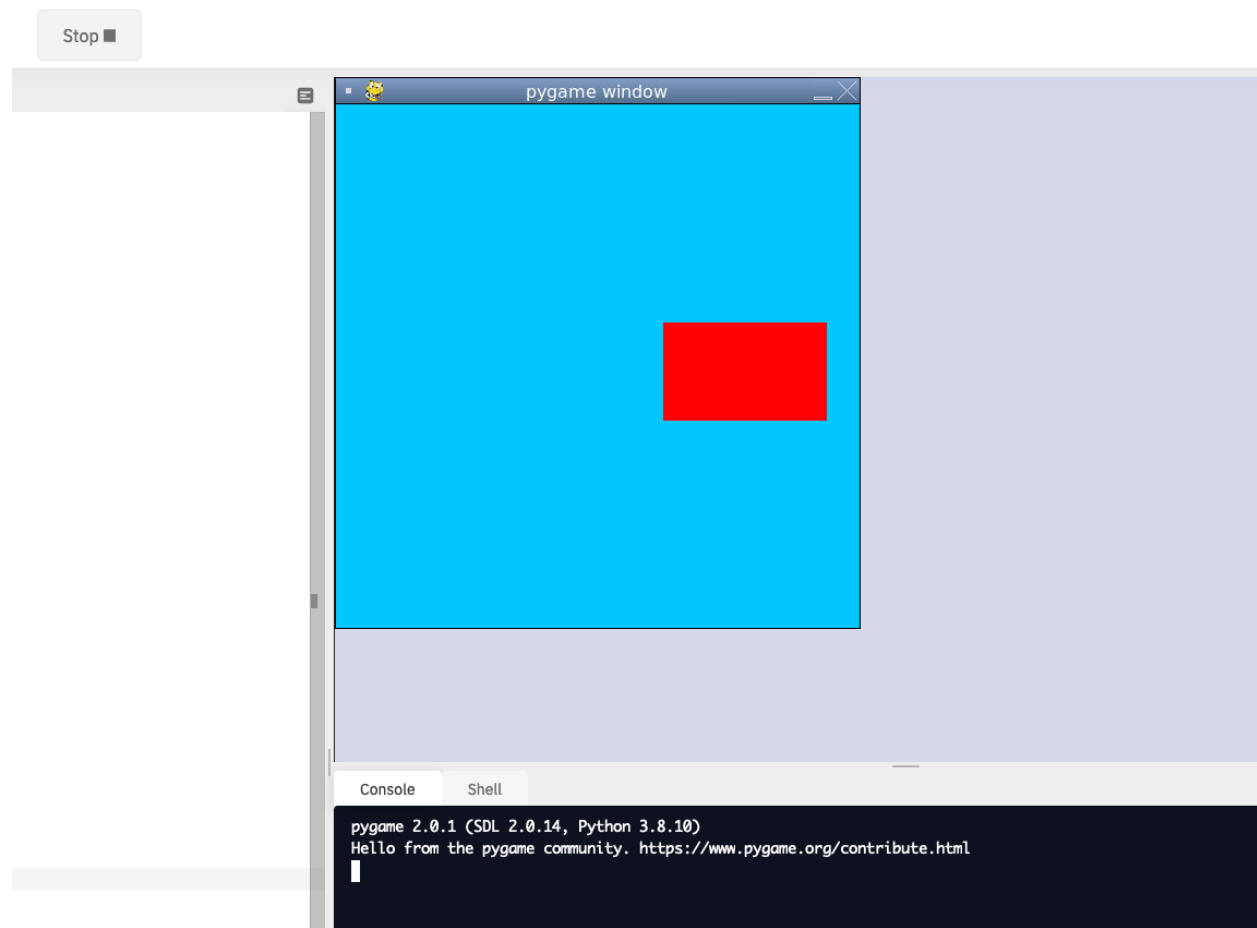 Stop
pygame window
Console Shell
pygame 2.0.1 (SDL 2.0.14, Python 3.8.10)
Hello from the pygame community. https://www.pygame.org/contribute.html